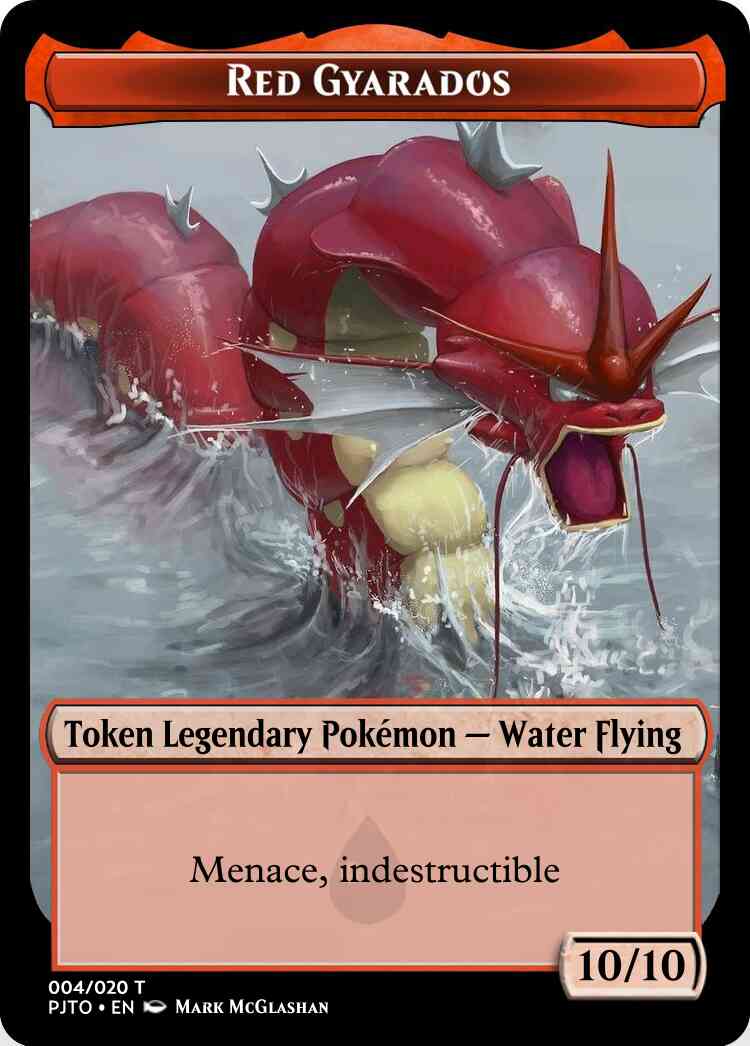 Red Gyarados
Token Legendary Pokémon — Water Flying
Menace, indestructible
10/10
004/020 T
PJTO • EN Mark McGlashan